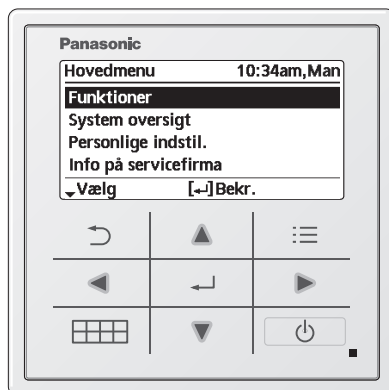 Panasonic
Hovedmenu 10:34am,Man
Funktioner
System oversigt
Personlige indstil.
Info på servicefirma
Vælg [↵]Bekr.